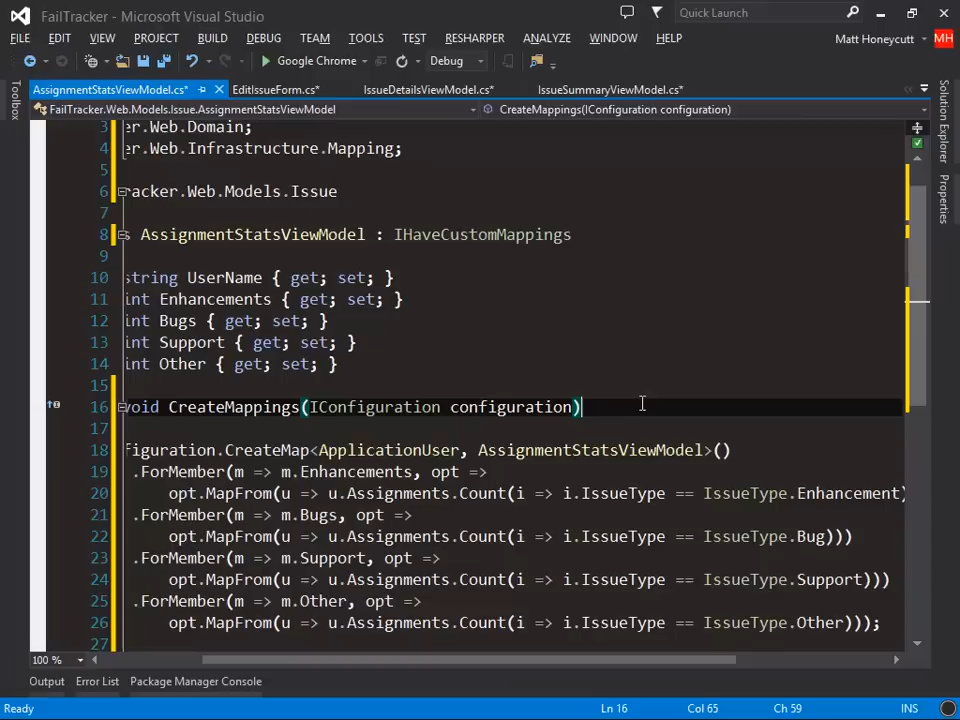 FailTracker - Microsoft Visual Studio
Quick Launch
FILE EDIT VIEW PROJECT BUILD DEBUG TEAM TOOLS TEST RESHARPER ANALYZE WINDOW HELP
Matt Honeycutt MH
Google Chrome Debug
Toolbox
AssignmentStatsViewModel.cs* EditIssueForm.cs* IssueDetailsViewModel.cs* IssueSummaryViewModel.cs*
FailTracker.Web.Models.Issue.AssignmentStatsViewModel CreateMappings(IConfiguration configuration)
Solution Explorer
Properties
3 er.Web.Domain;
4 er.Web.Infrastructure.Mapping;
5
6 racker.Web.Models.Issue
7
8 s AssignmentStatsViewModel : IHaveCustomMappings
9
10 string UserName { get; set; }
11 int Enhancements { get; set; }
12 int Bugs { get; set; }
13 int Support { get; set; }
14 int Other { get; set; }
15
16 void CreateMappings(IConfiguration configuration)
17
18 figuration.CreateMap<ApplicationUser, AssignmentStatsViewModel>()
19 .ForMember(m => m.Enhancements, opt =>
20 opt.MapFrom(u => u.Assignments.Count(i => i.IssueType == IssueType.Enhancement)
21 .ForMember(m => m.Bugs, opt =>
22 opt.MapFrom(u => u.Assignments.Count(i => i.IssueType == IssueType.Bug)))
23 .ForMember(m => m.Support, opt =>
24 opt.MapFrom(u => u.Assignments.Count(i => i.IssueType == IssueType.Support)))
25 .ForMember(m => m.Other, opt =>
26 opt.MapFrom(u => u.Assignments.Count(i => i.IssueType == IssueType.Other)));
27
100 %
Output Error List Package Manager Console
Ready Ln 16 Col 65 Ch 59 INS